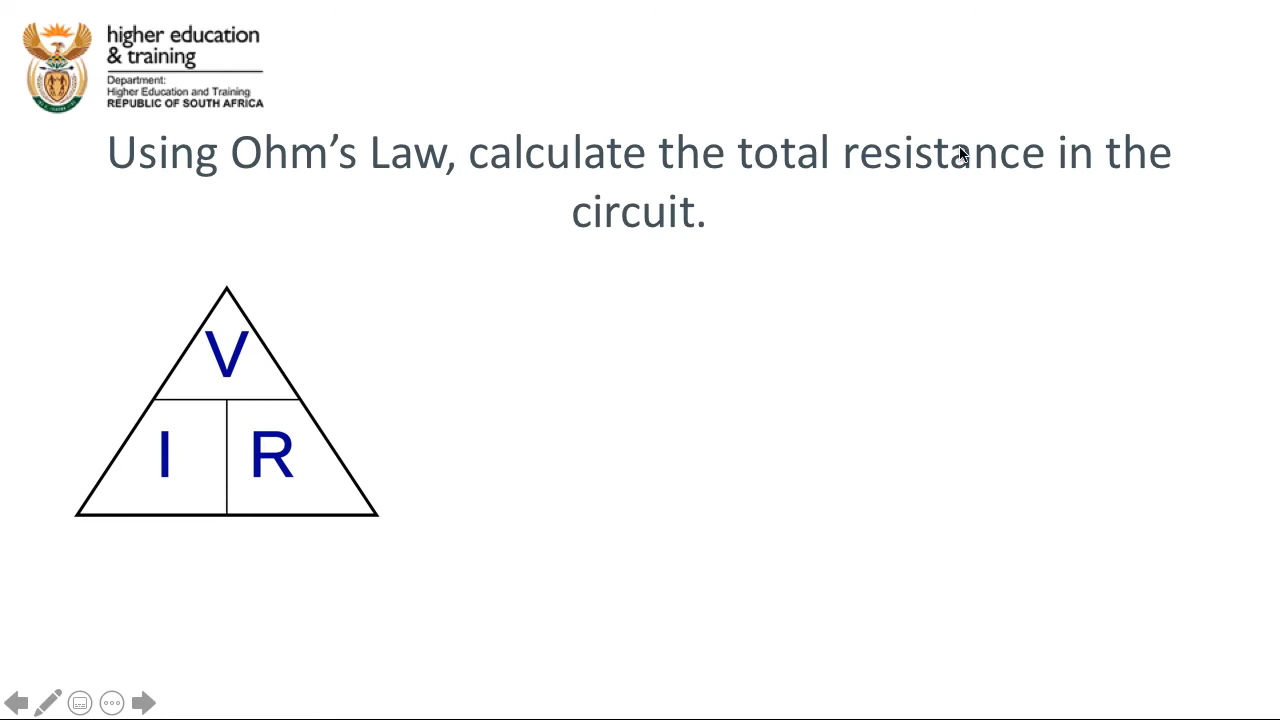 higher education
& training
Department:
Higher Education and Training
REPUBLIC OF SOUTH AFRICA
Using Ohm’s Law, calculate the total resistance in the
circuit.
V
I R